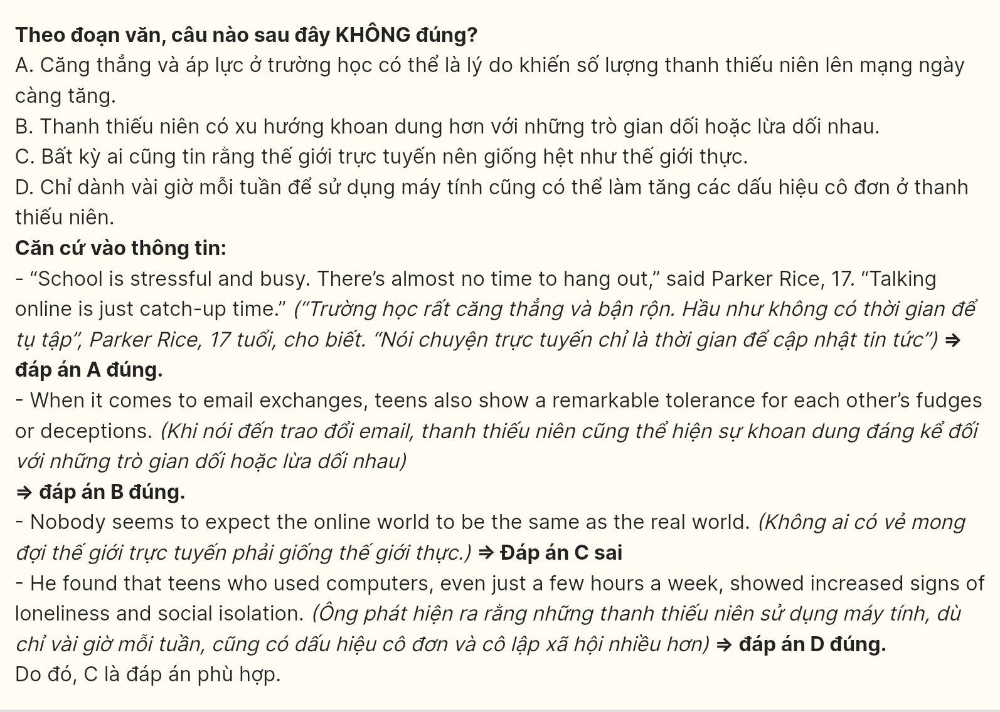 Theo đoạn văn, câu nào sau đây KHÔNG đúng?
A. Căng thẳng và áp lực ở trường học có thể là lý do khiến số lượng thanh thiếu niên lên mạng ngày
càng tăng.
B. Thanh thiếu niên có xu hướng khoan dung hơn với những trò gian dối hoặc lừa dối nhau.
C. Bất kỳ ai cũng tin rằng thế giới trực tuyến nên giống hệt như thế giới thực.
D. Chỉ dành vài giờ mỗi tuần để sử dụng máy tính cũng có thể làm tăng các dấu hiệu cô đơn ở thanh
thiếu niên.
Căn cứ vào thông tin:
- “School is stressful and busy. There’s almost no time to hang out,” said Parker Rice, 17. “Talking
online is just catch-up time.” (“Trường học rất căng thẳng và bận rộn. Hầu như không có thời gian để
tụ tập”, Parker Rice, 17 tuổi, cho biết. “Nói chuyện trực tuyến chỉ là thời gian để cập nhật tin tức”) ⇒
đáp án A đúng.
- When it comes to email exchanges, teens also show a remarkable tolerance for each other’s fudges
or deceptions. (Khi nói đến trao đổi email, thanh thiếu niên cũng thể hiện sự khoan dung đáng kể đối
với những trò gian dối hoặc lừa dối nhau)
⇒ đáp án B đúng.
- Nobody seems to expect the online world to be the same as the real world. (Không ai có vẻ mong
đợi thế giới trực tuyến phải giống thế giới thực.) ⇒ Đáp án C sai
- He found that teens who used computers, even just a few hours a week, showed increased signs of
loneliness and social isolation. (Ông phát hiện ra rằng những thanh thiếu niên sử dụng máy tính, dù
chỉ vài giờ mỗi tuần, cũng có dấu hiệu cô đơn và cô lập xã hội nhiều hơn) ⇒ đáp án D đúng.
Do đó, C là đáp án phù hợp.